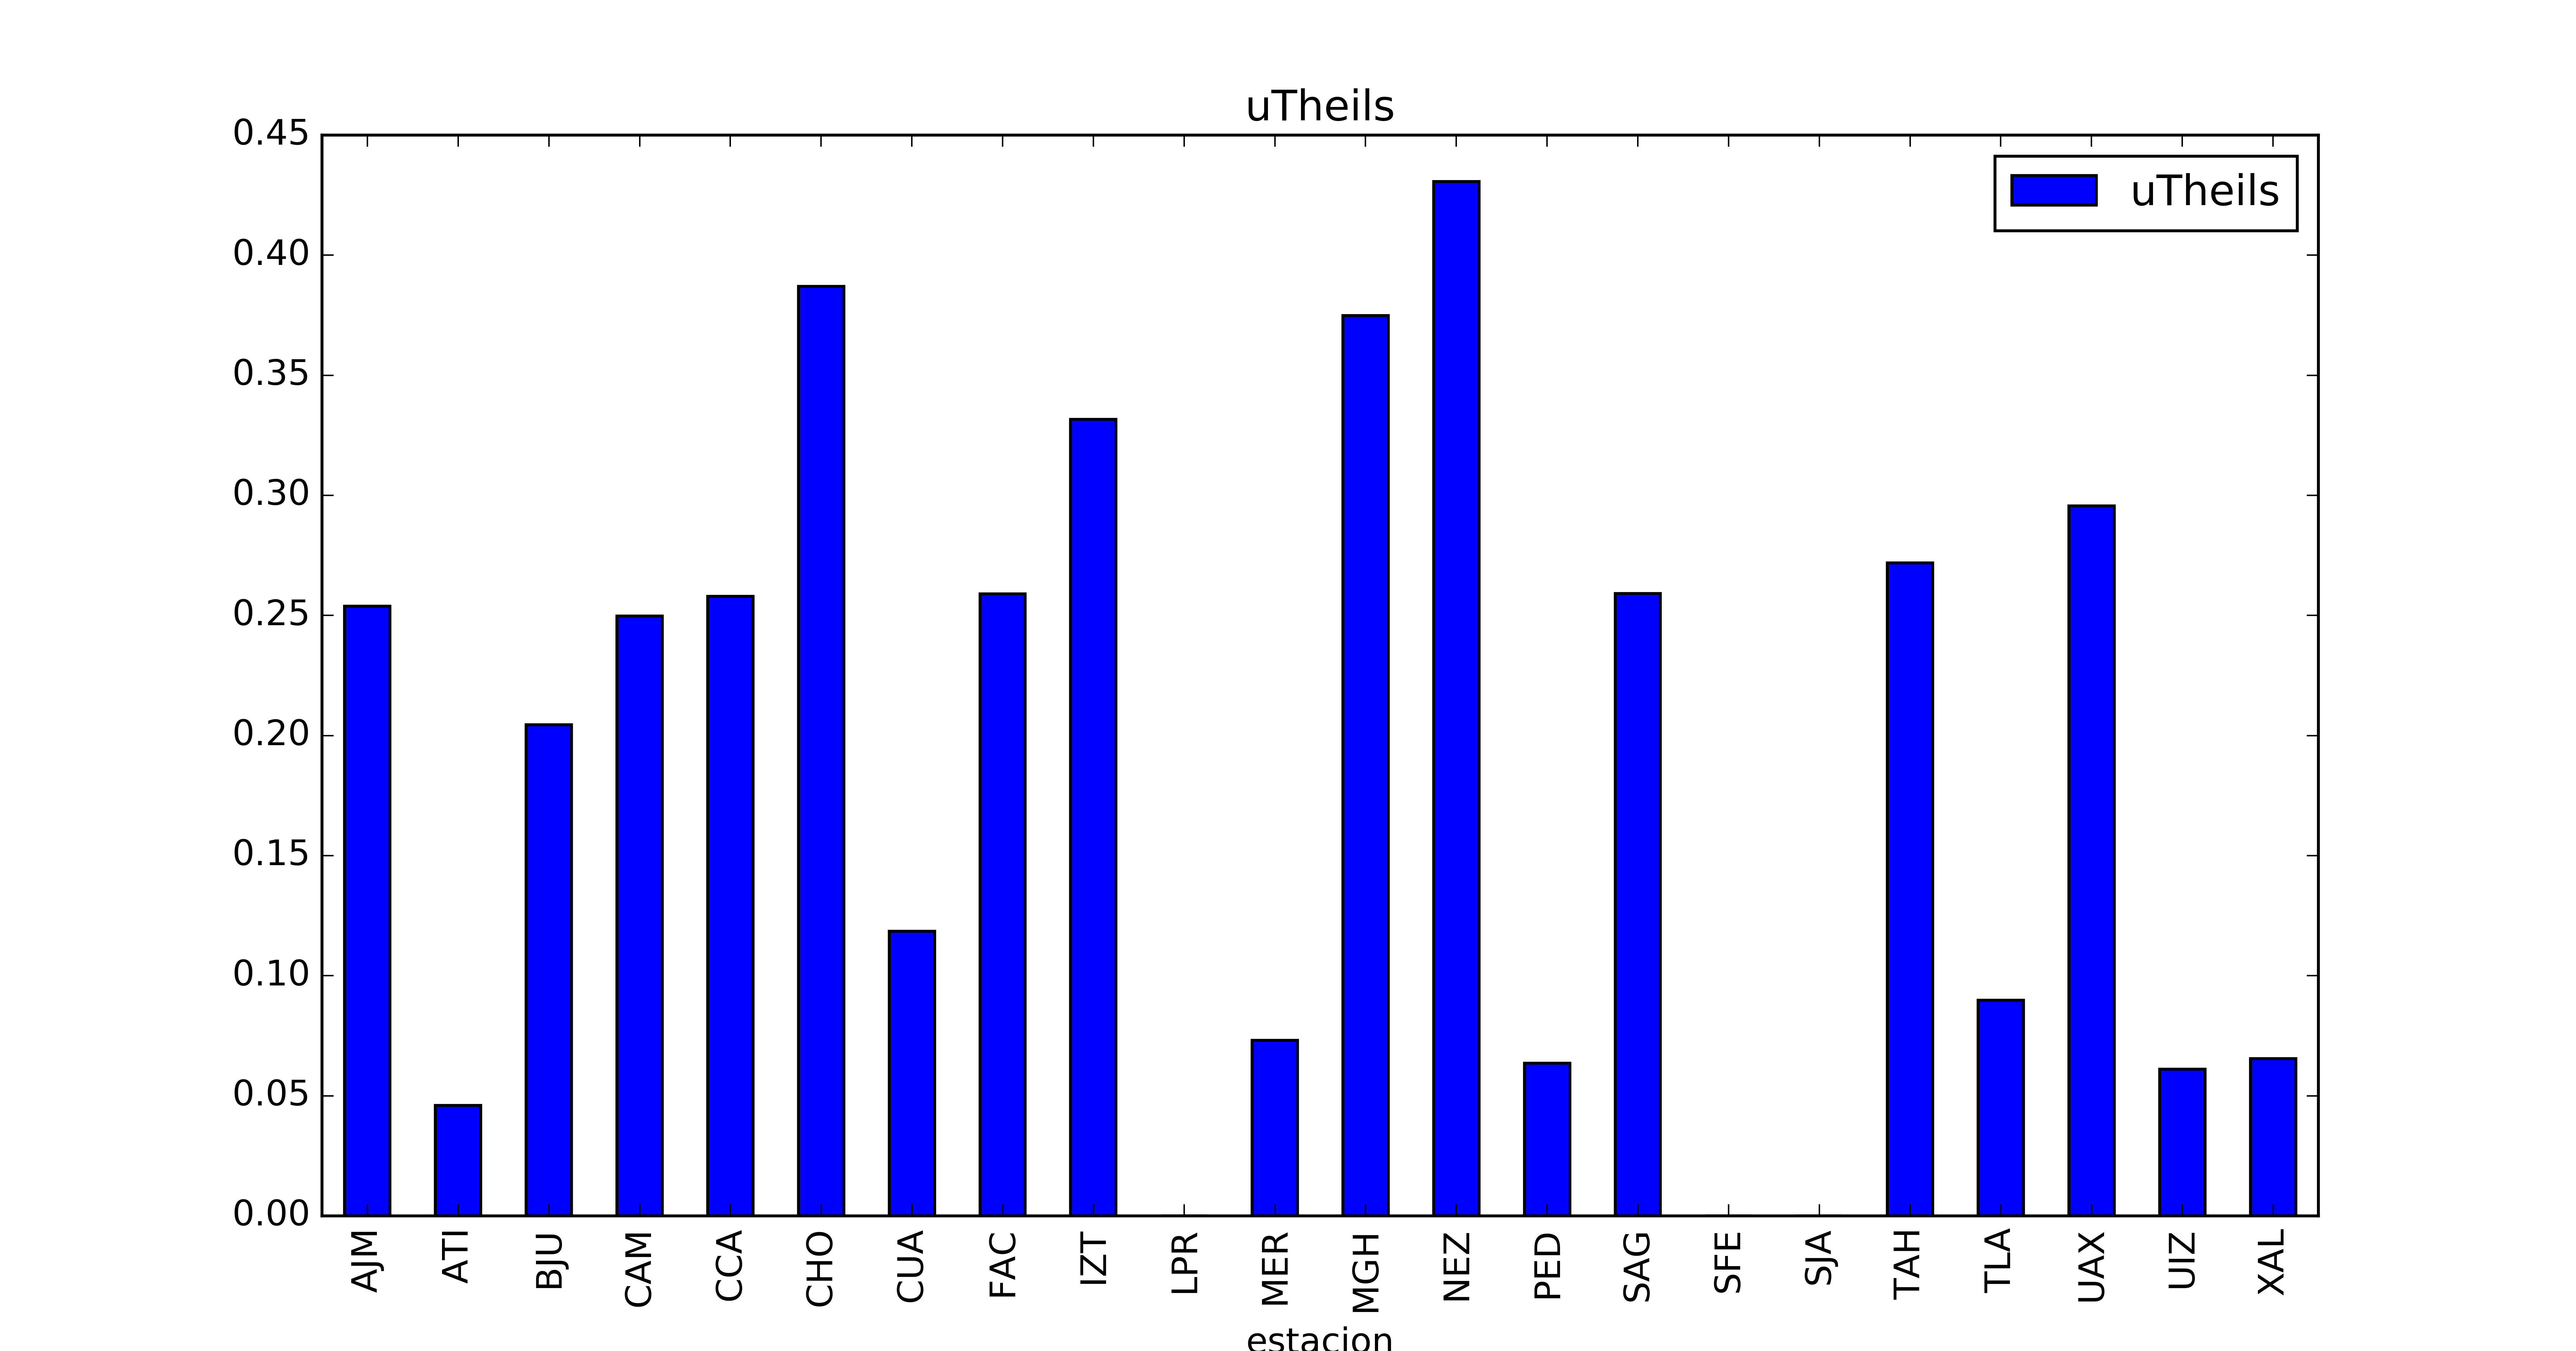 uTheils
uTheils
0.45
0.40
0.35
0.30
0.25
0.20
0.15
0.10
0.05
0.00
AJM
ATI
BJU
CAM
CCA
CHO
CUA
FAC
IZT
LPR
MER
MGH
NEZ
PED
SAG
SFE
SJA
TAH
TLA
UAX
UIZ
XAL
estacion